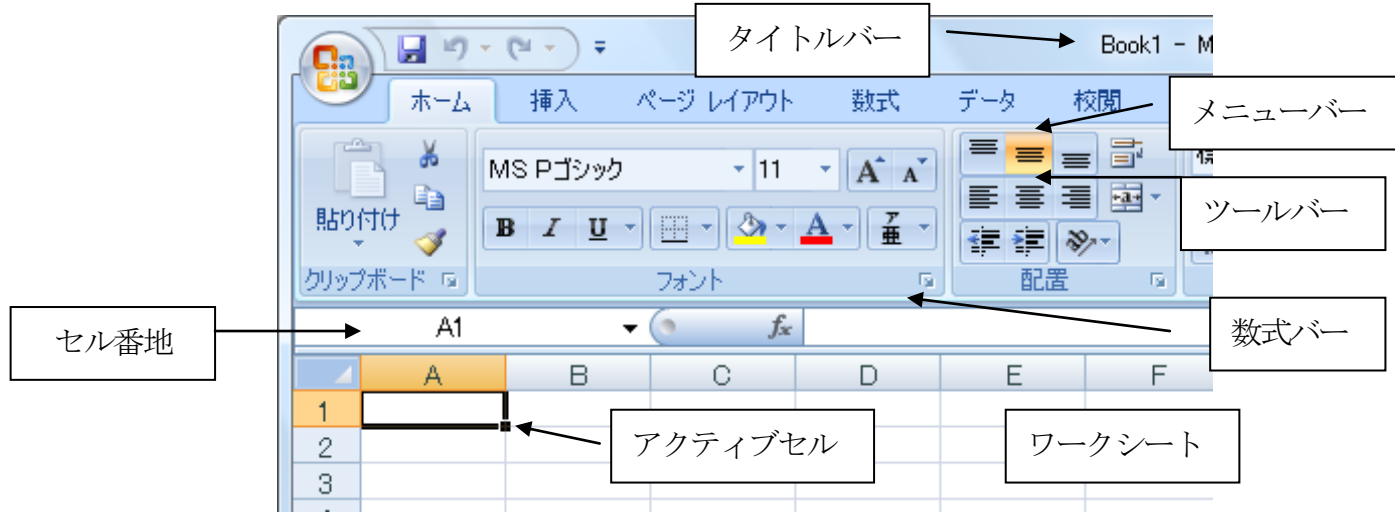 タイトルバー
Book1 - M
ホーム 挿入 ページ レイアウト 数式 データ 校閲
メニューバー
MS Pゴシック 11 A A
貼り付け
B I U A ア亜
ツールバー
クリップボード フォント 配置
セル番地
A1 fx
数式バー
A B C D E F
1
アクティブセル
ワークシート
2
3